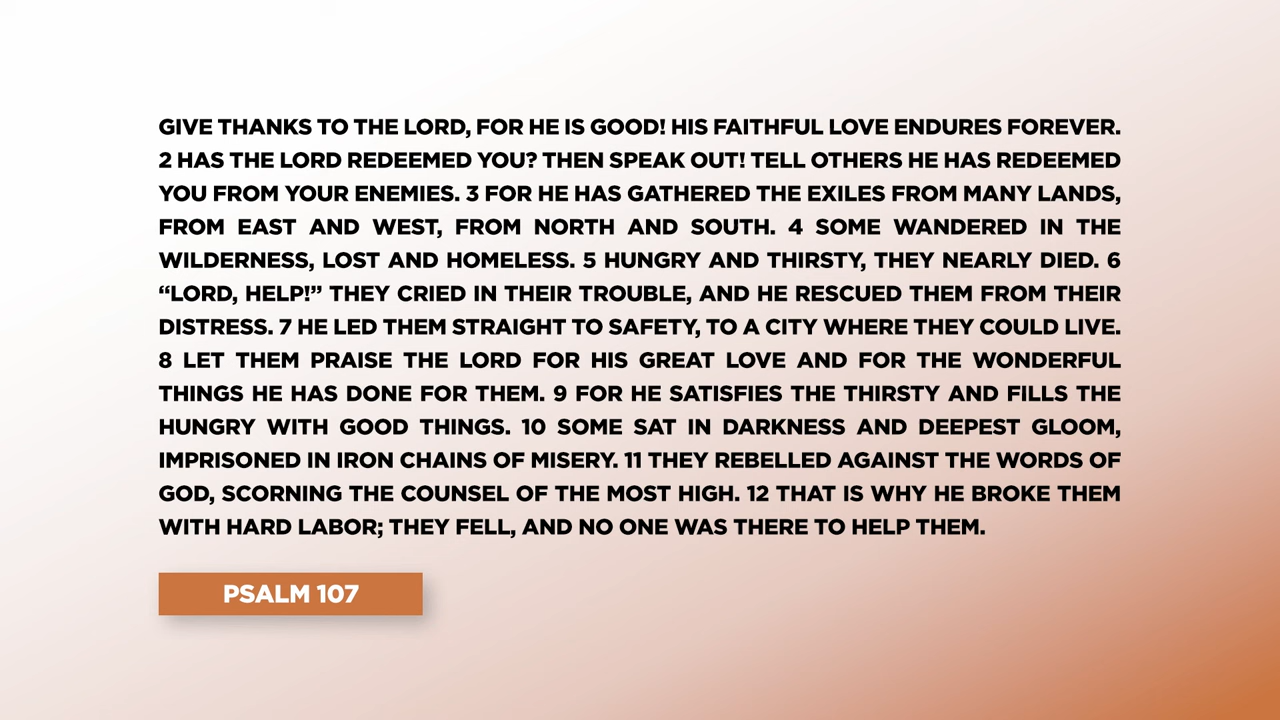 GIVE THANKS TO THE LORD, FOR HE IS GOOD! HIS FAITHFUL LOVE ENDURES FOREVER.
2 HAS THE LORD REDEEMED YOU? THEN SPEAK OUT! TELL OTHERS HE HAS REDEEMED
YOU FROM YOUR ENEMIES. 3 FOR HE HAS GATHERED THE EXILES FROM MANY LANDS,
FROM EAST AND WEST, FROM NORTH AND SOUTH. 4 SOME WANDERED IN THE
WILDERNESS, LOST AND HOMELESS. 5 HUNGRY AND THIRSTY, THEY NEARLY DIED. 6
“LORD, HELP!” THEY CRIED IN THEIR TROUBLE, AND HE RESCUED THEM FROM THEIR
DISTRESS. 7 HE LED THEM STRAIGHT TO SAFETY, TO A CITY WHERE THEY COULD LIVE.
8 LET THEM PRAISE THE LORD FOR HIS GREAT LOVE AND FOR THE WONDERFUL
THINGS HE HAS DONE FOR THEM. 9 FOR HE SATISFIES THE THIRSTY AND FILLS THE
HUNGRY WITH GOOD THINGS. 10 SOME SAT IN DARKNESS AND DEEPEST GLOOM,
IMPRISONED IN IRON CHAINS OF MISERY. 11 THEY REBELLED AGAINST THE WORDS OF
GOD, SCORNING THE COUNSEL OF THE MOST HIGH. 12 THAT IS WHY HE BROKE THEM
WITH HARD LABOR; THEY FELL, AND NO ONE WAS THERE TO HELP THEM.
PSALM 107